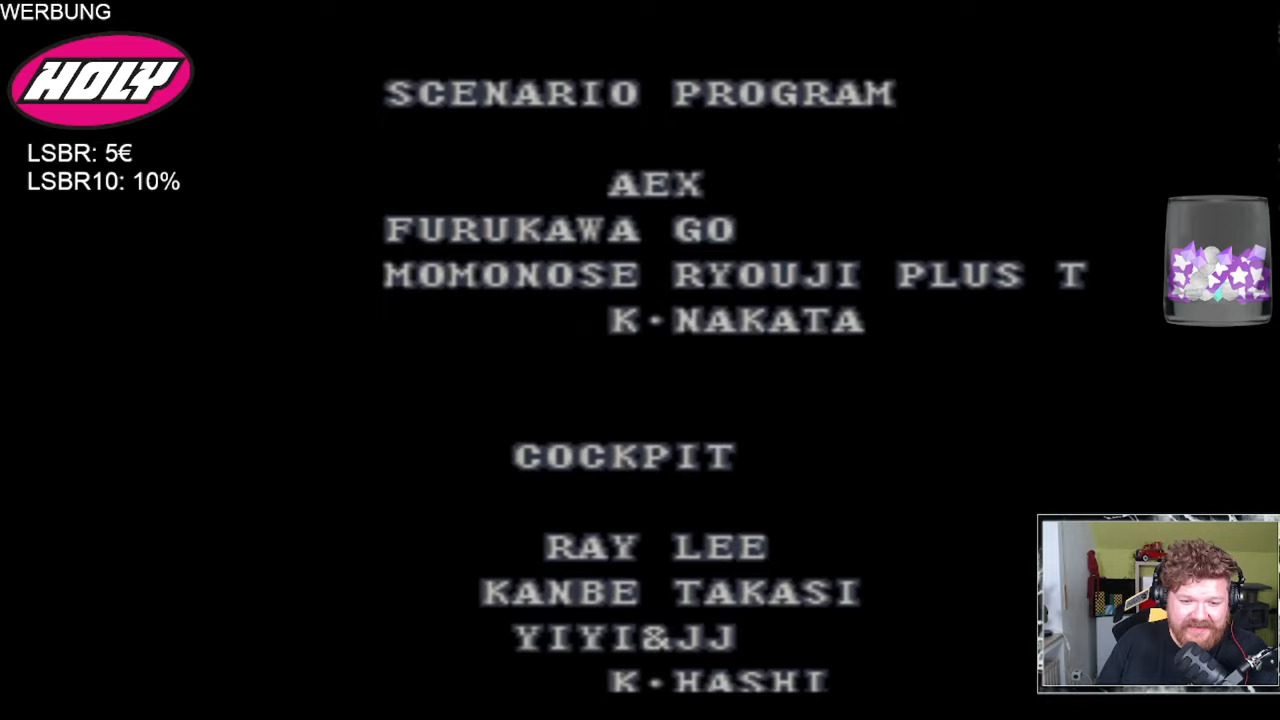 WERBUNG
HOLY
LSBR: 5€
LSBR10: 10%
SCENARIO PROGRAM
AEX
FURUKAWA GO
MOMONOSE RYOUJI PLUS T
K·NAKATA
COCKPIT
RAY LEE
KANBE TAKASI
YIYI&JJ
K·HASHI